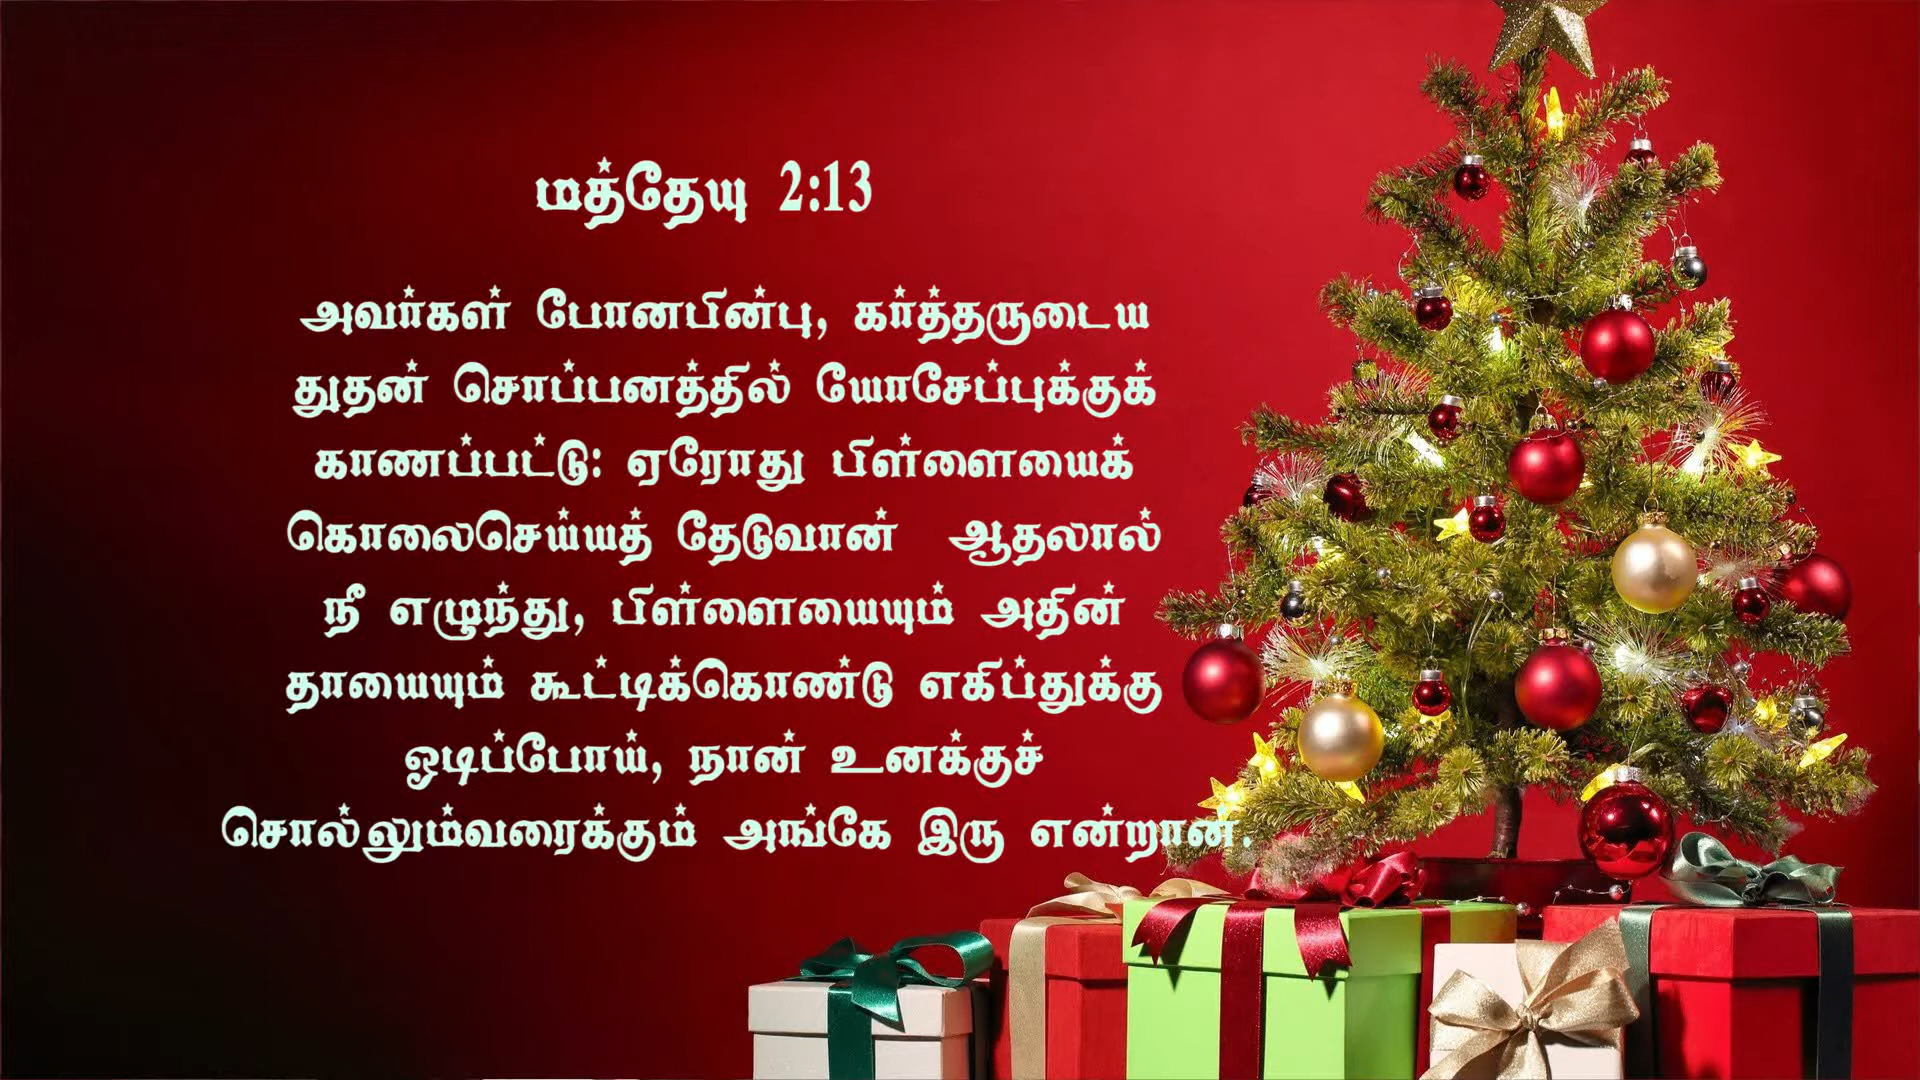 மத்தேயு 2:13
அவர்கள் போனபின்பு, கர்த்தருடைய
துதன் சொப்பனத்தில் யோசேப்புக்குக்
காணப்பட்டு: ஏரோது பிள்ளையைக்
கொலைசெய்யத் தேடுவான் ஆதலால்
நீ எழுந்து, பிள்ளையையும் அதின்
தாயையும் கூட்டிக்கொண்டு எகிப்துக்கு
ஓடிப்போய், நான் உனக்குச்
சொல்லும்வரைக்கும் அங்கே இரு என்றான.